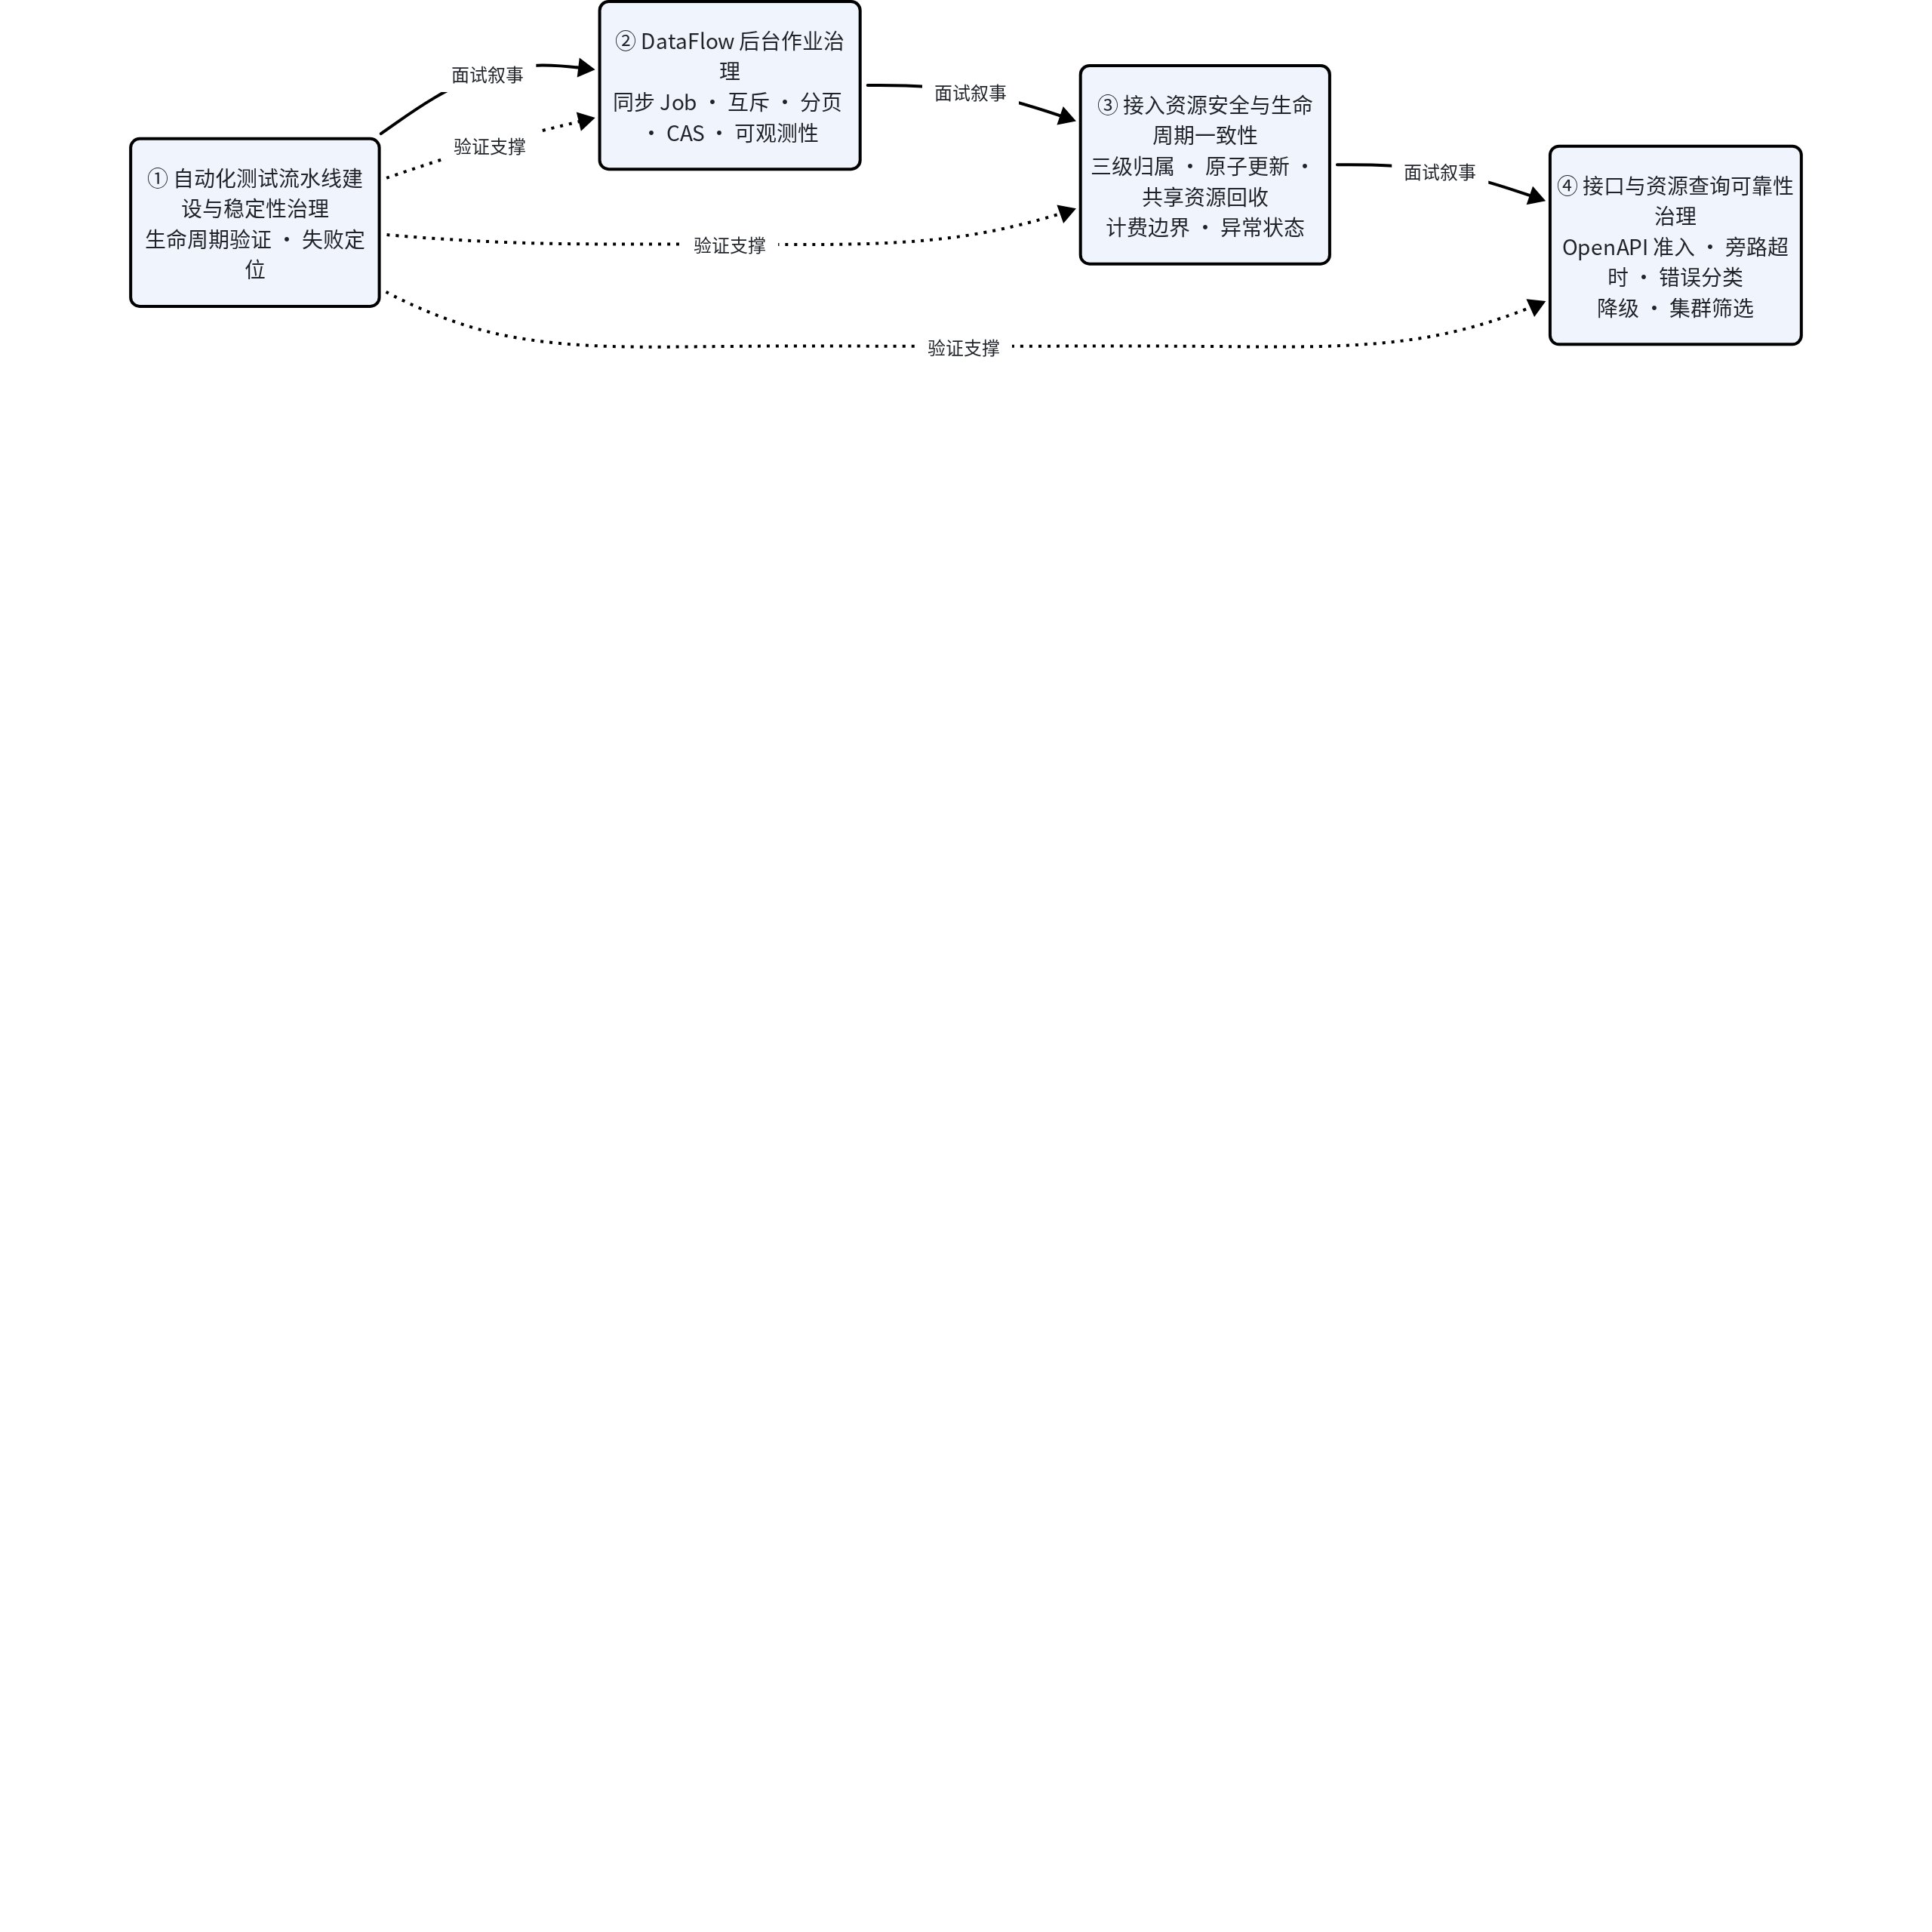 ① 自动化测试流水线建
设与稳定性治理
生命周期验证 · 失败定
位
面试叙事
验证支撑
② DataFlow 后台作业治
理
同步 Job · 互斥 · 分页
· CAS · 可观测性
面试叙事
验证支撑
③ 接入资源安全与生命
周期一致性
三级归属 · 原子更新 ·
共享资源回收
计费边界 · 异常状态
面试叙事
验证支撑
④ 接口与资源查询可靠性
治理
OpenAPI 准入 · 旁路超
时 · 错误分类
降级 · 集群筛选